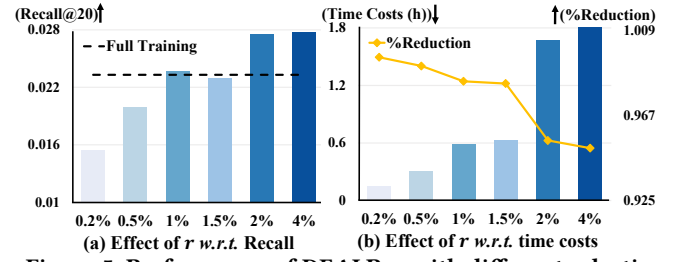 (Recall@20)
0.028
0.022
0.016
0.01
Full Training
0.2% 0.5% 1% 1.5% 2% 4%
(a) Effect of r w.r.t. Recall
(Time Costs (h))
(%Reduction)
1.8
1.2
0.6
0
1.009
0.967
0.925
%Reduction
0.2% 0.5% 1% 1.5% 2% 4%
(b) Effect of r w.r.t. time costs